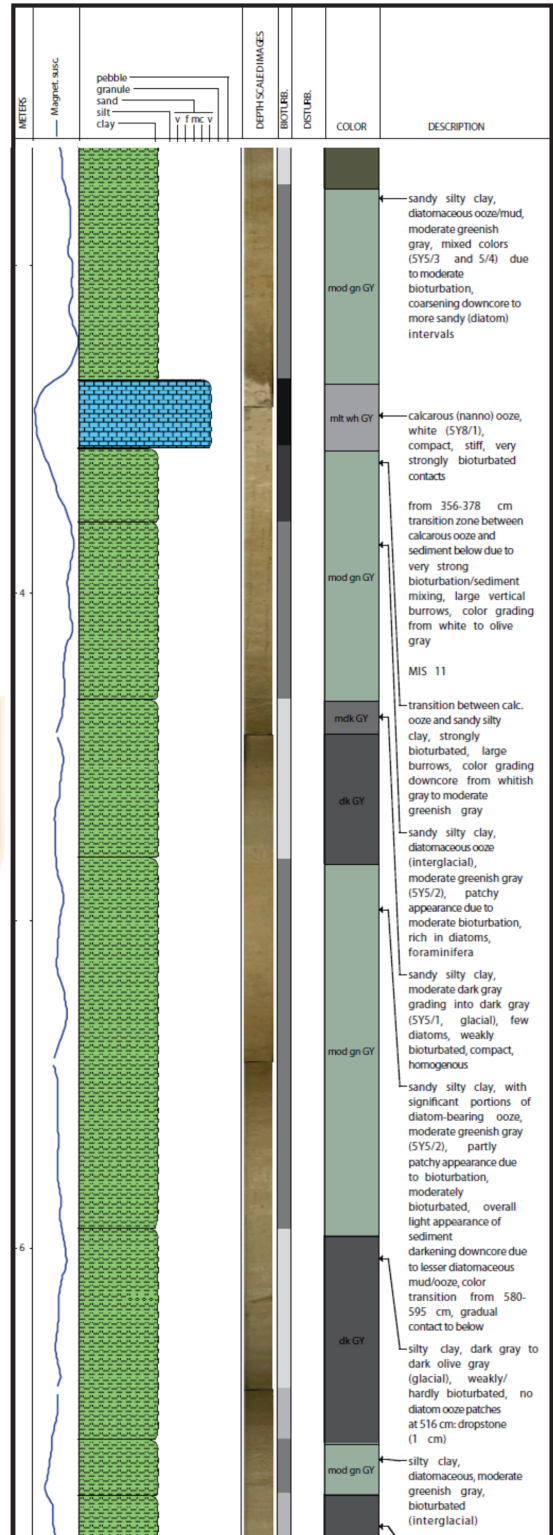 METERS
Magnet. susc.
pebble
granule
sand
silt
clay
v f mc v
DEPTH SCALED IMAGES
BIOTURB.
DISTURB.
COLOR
DESCRIPTION
sandy silty clay,
diatomaceous ooze/mud,
moderate greenish
gray, mixed colors
(5Y5/3 and 5/4) due
to moderate
bioturbation,
coarsening downcore to
more sandy (diatom)
intervals
mod gn GY
mlt wh GY
calcarous (nanno) ooze,
white (5Y8/1),
compact, stiff, very
strongly bioturbated
contacts
from 356-378 cm
transition zone between
calcarous ooze and
sediment below due to
very strong
bioturbation/sediment
mixing, large vertical
burrows, color grading
from white to olive
gray
MIS 11
4
mod gn GY
transition between calc.
ooze and sandy silty
clay, strongly
bioturbated, large
burrows, color grading
downcore from whitish
gray to moderate
greenish gray
mdk GY
dk GY
sandy silty clay,
diatomaceous ooze
(interglacial),
moderate greenish gray
(5Y5/2), patchy
appearance due to
moderate bioturbation,
rich in diatoms,
foraminifera
sandy silty clay,
moderate dark gray
grading into dark gray
(5Y5/1, glacial), few
diatoms, weakly
bioturbated, compact,
homogenous
mod gn GY
sandy silty clay, with
significant portions of
diatom-bearing ooze,
moderate greenish gray
(5Y5/2), partly
patchy appearance due
to bioturbation,
moderately
bioturbated, overall
light appearance of
sediment
darkening downcore due
to lesser diatomaceous
mud/ooze, color
transition from 580-
595 cm, gradual
contact to below
6
dk GY
silty clay, dark gray to
dark olive gray
(glacial), weakly/
hardly bioturbated, no
diatom ooze patches
at 516 cm: dropstone
(1 cm)
mod gn GY
silty clay,
diatomaceous, moderate
greenish gray,
bioturbated
(interglacial)